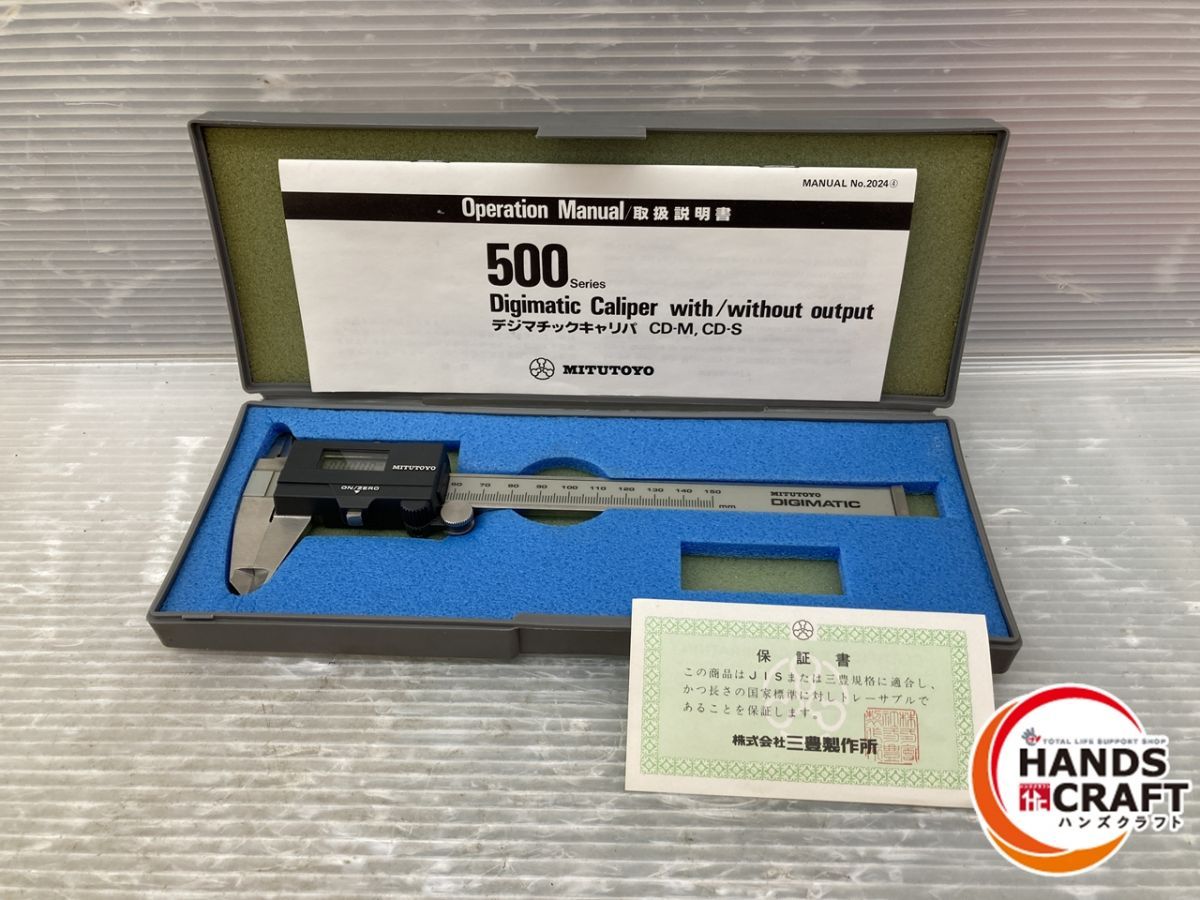 MANUAL No.2024④
Operation Manual/取扱説明書
500 Series
Digimatic Caliper with/without output
デジマチックキャリパ CD-M, CD-S
MITUTOYO
MITUTOYO
ON/ZERO
60 70 80 90 100 110 120 130 140 150
mm
MITUTOYO
DIGIMATIC
保証書
この商品はJISまたは三豊規格に適合し、
かつ長さの国家標準に対しトレーサブルで
あることを保証します。
株式会社三豊製作所
TOTAL LIFE SUPPORT SHOP
HANDS
CRAFT
ハンズクラフト